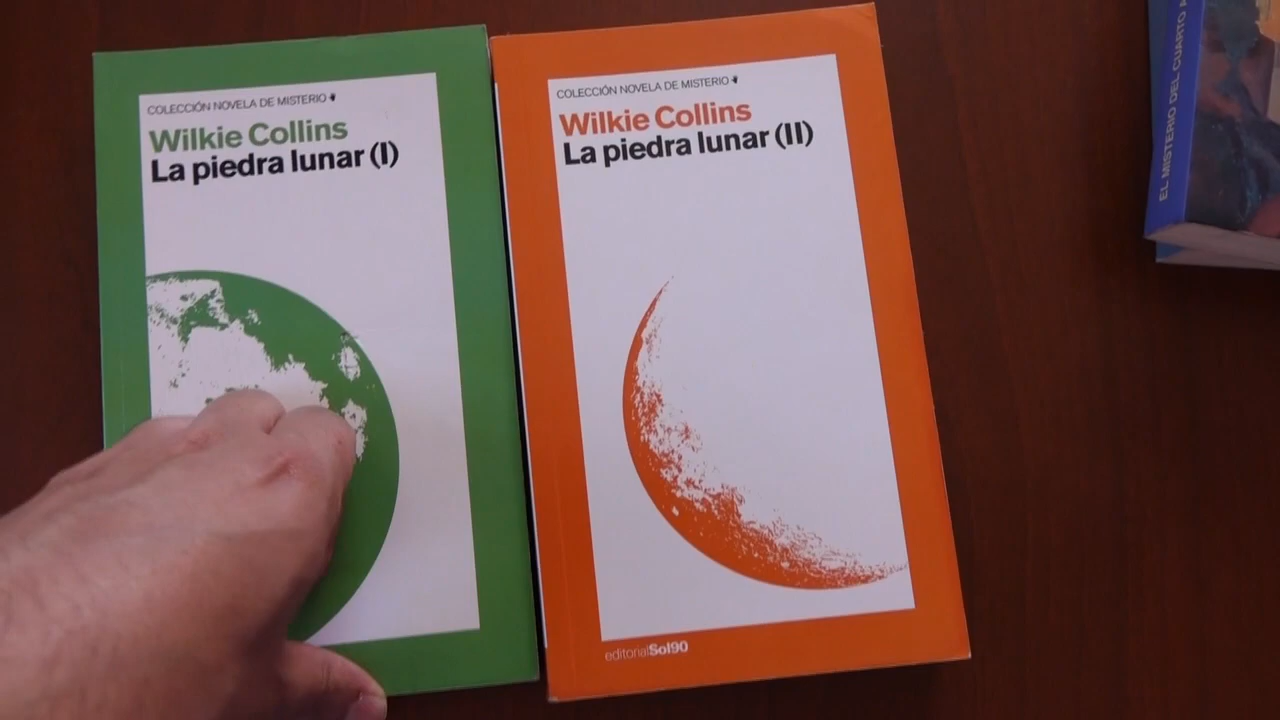 COLECCIÓN NOVELA DE MISTERIO
Wilkie Collins
La piedra lunar (I)
COLECCIÓN NOVELA DE MISTERIO
Wilkie Collins
La piedra lunar (II)
editorialSol90
EL MISTERIO DEL CUARTO A